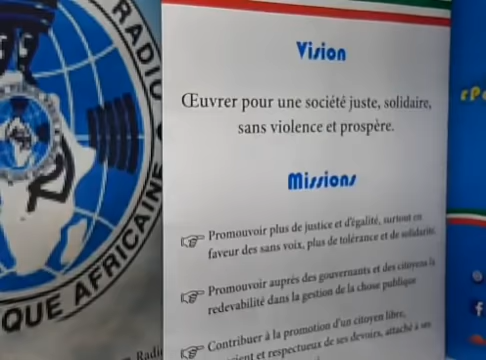 RADIO
QUE AFRICAINE
Vision
Œuvrer pour une société juste, solidaire,
sans violence et prospère.
Missions
Promouvoir plus de justice et d'égalité, surtout en
faveur des sans voix, plus de tolérance et de solidarité.
Promouvoir auprès des gouvernants et des citoyens la
redevabilité dans la gestion de la chose publique
Contribuer à la promotion d'un citoyen libre,
et respectueux de ses devoirs, attaché à ses
Radi